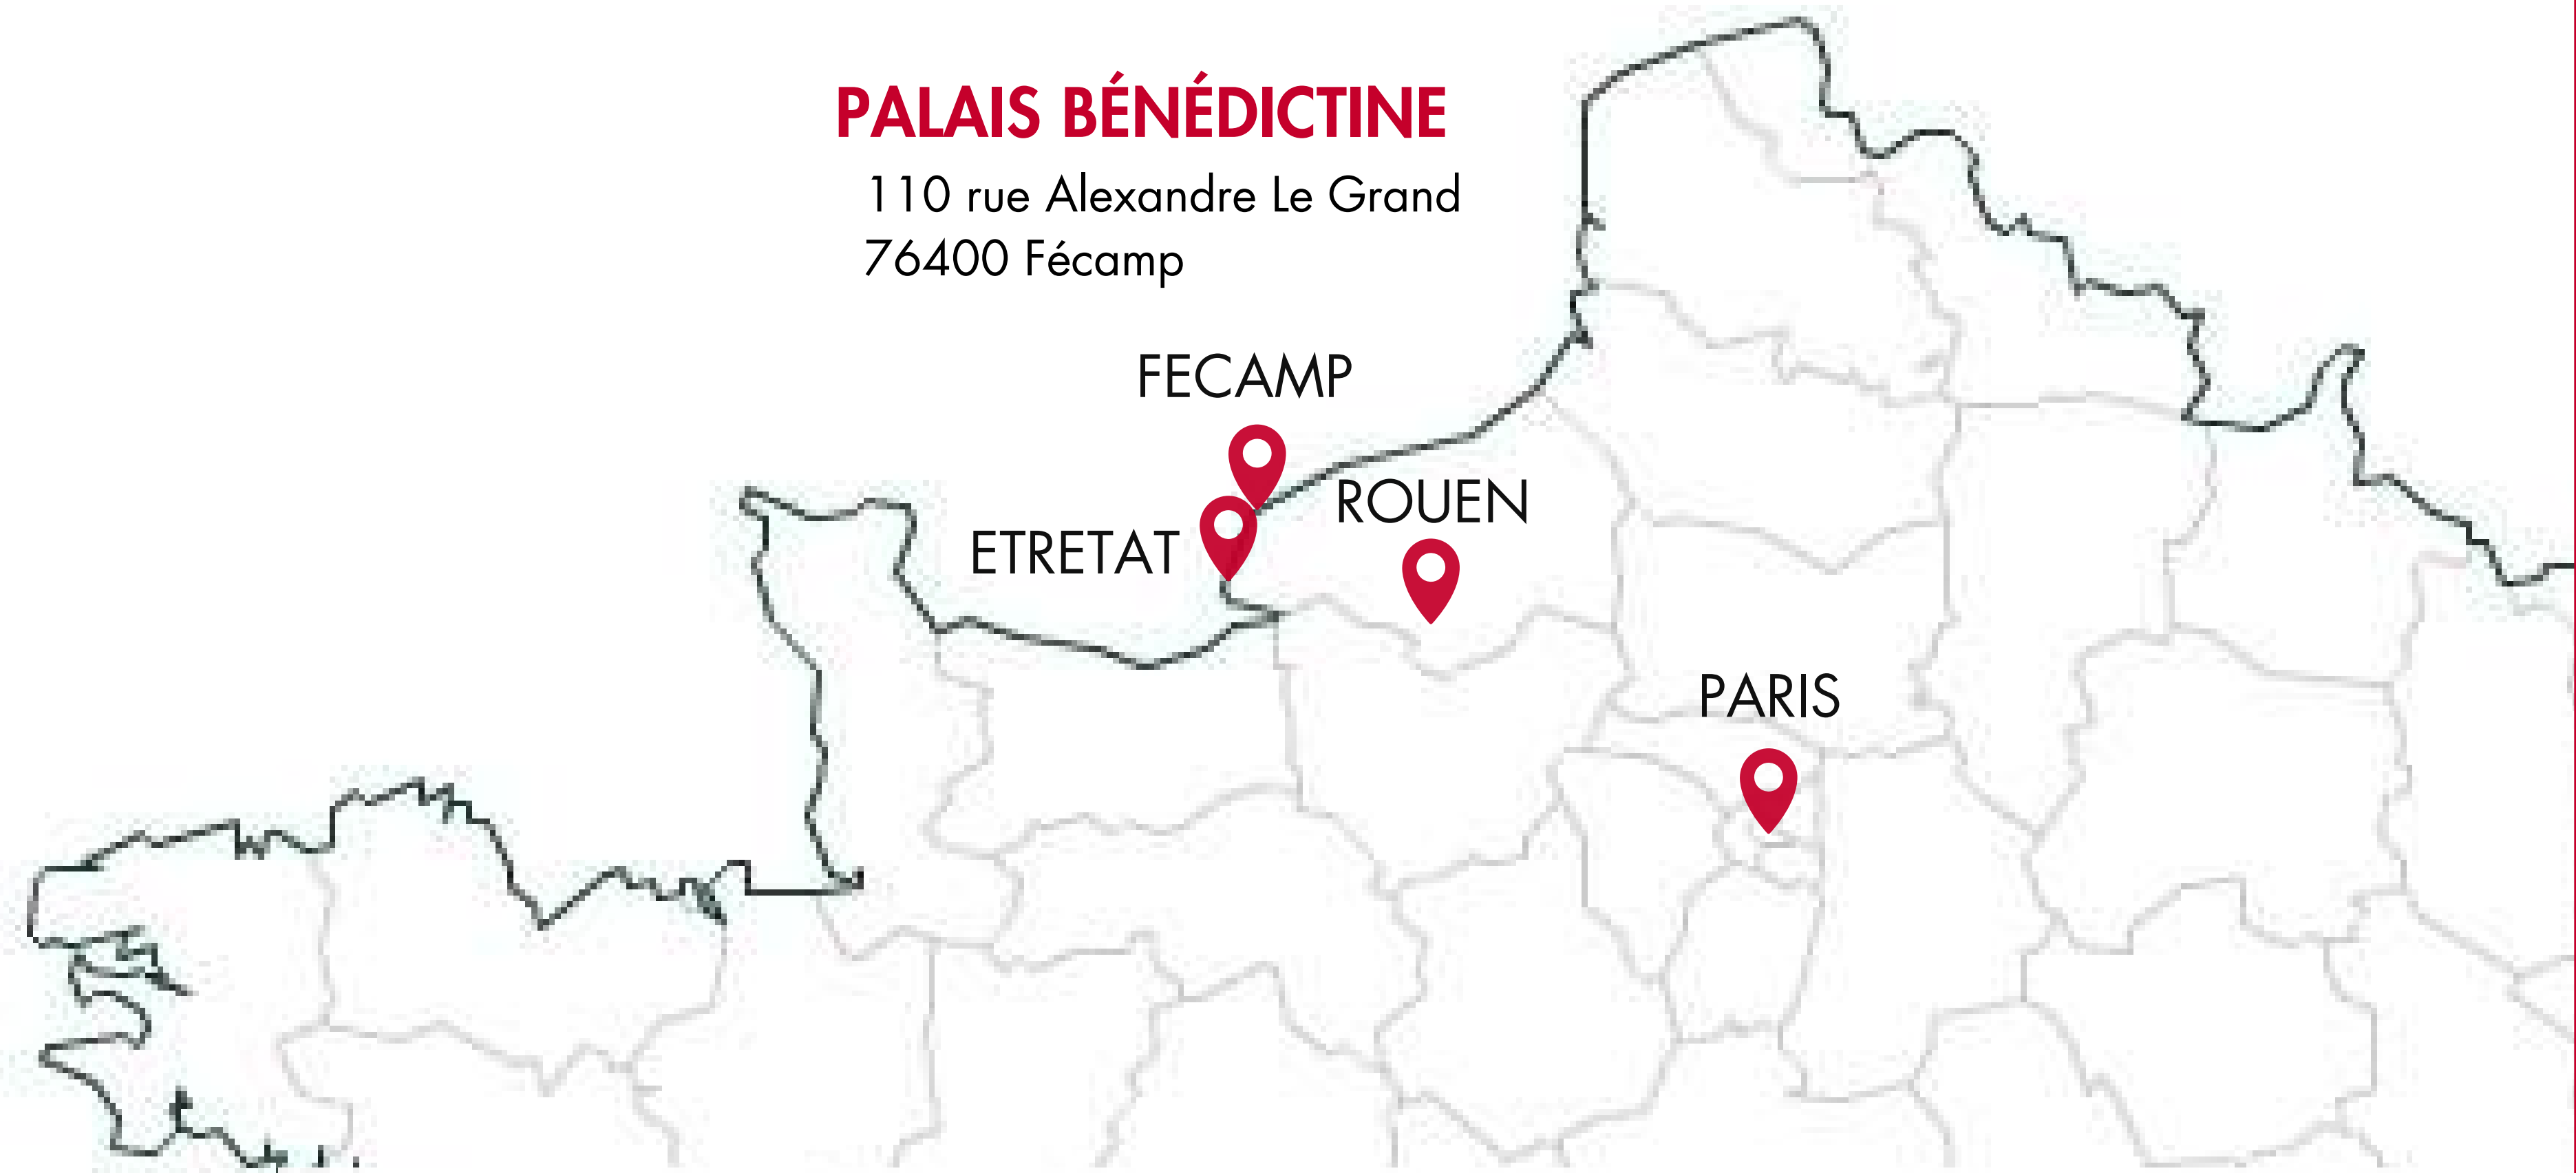 PALAIS BÉNÉDICTINE
110 rue Alexandre Le Grand
76400 Fécamp
FECAMP
ROUEN
ETRETAT
PARIS